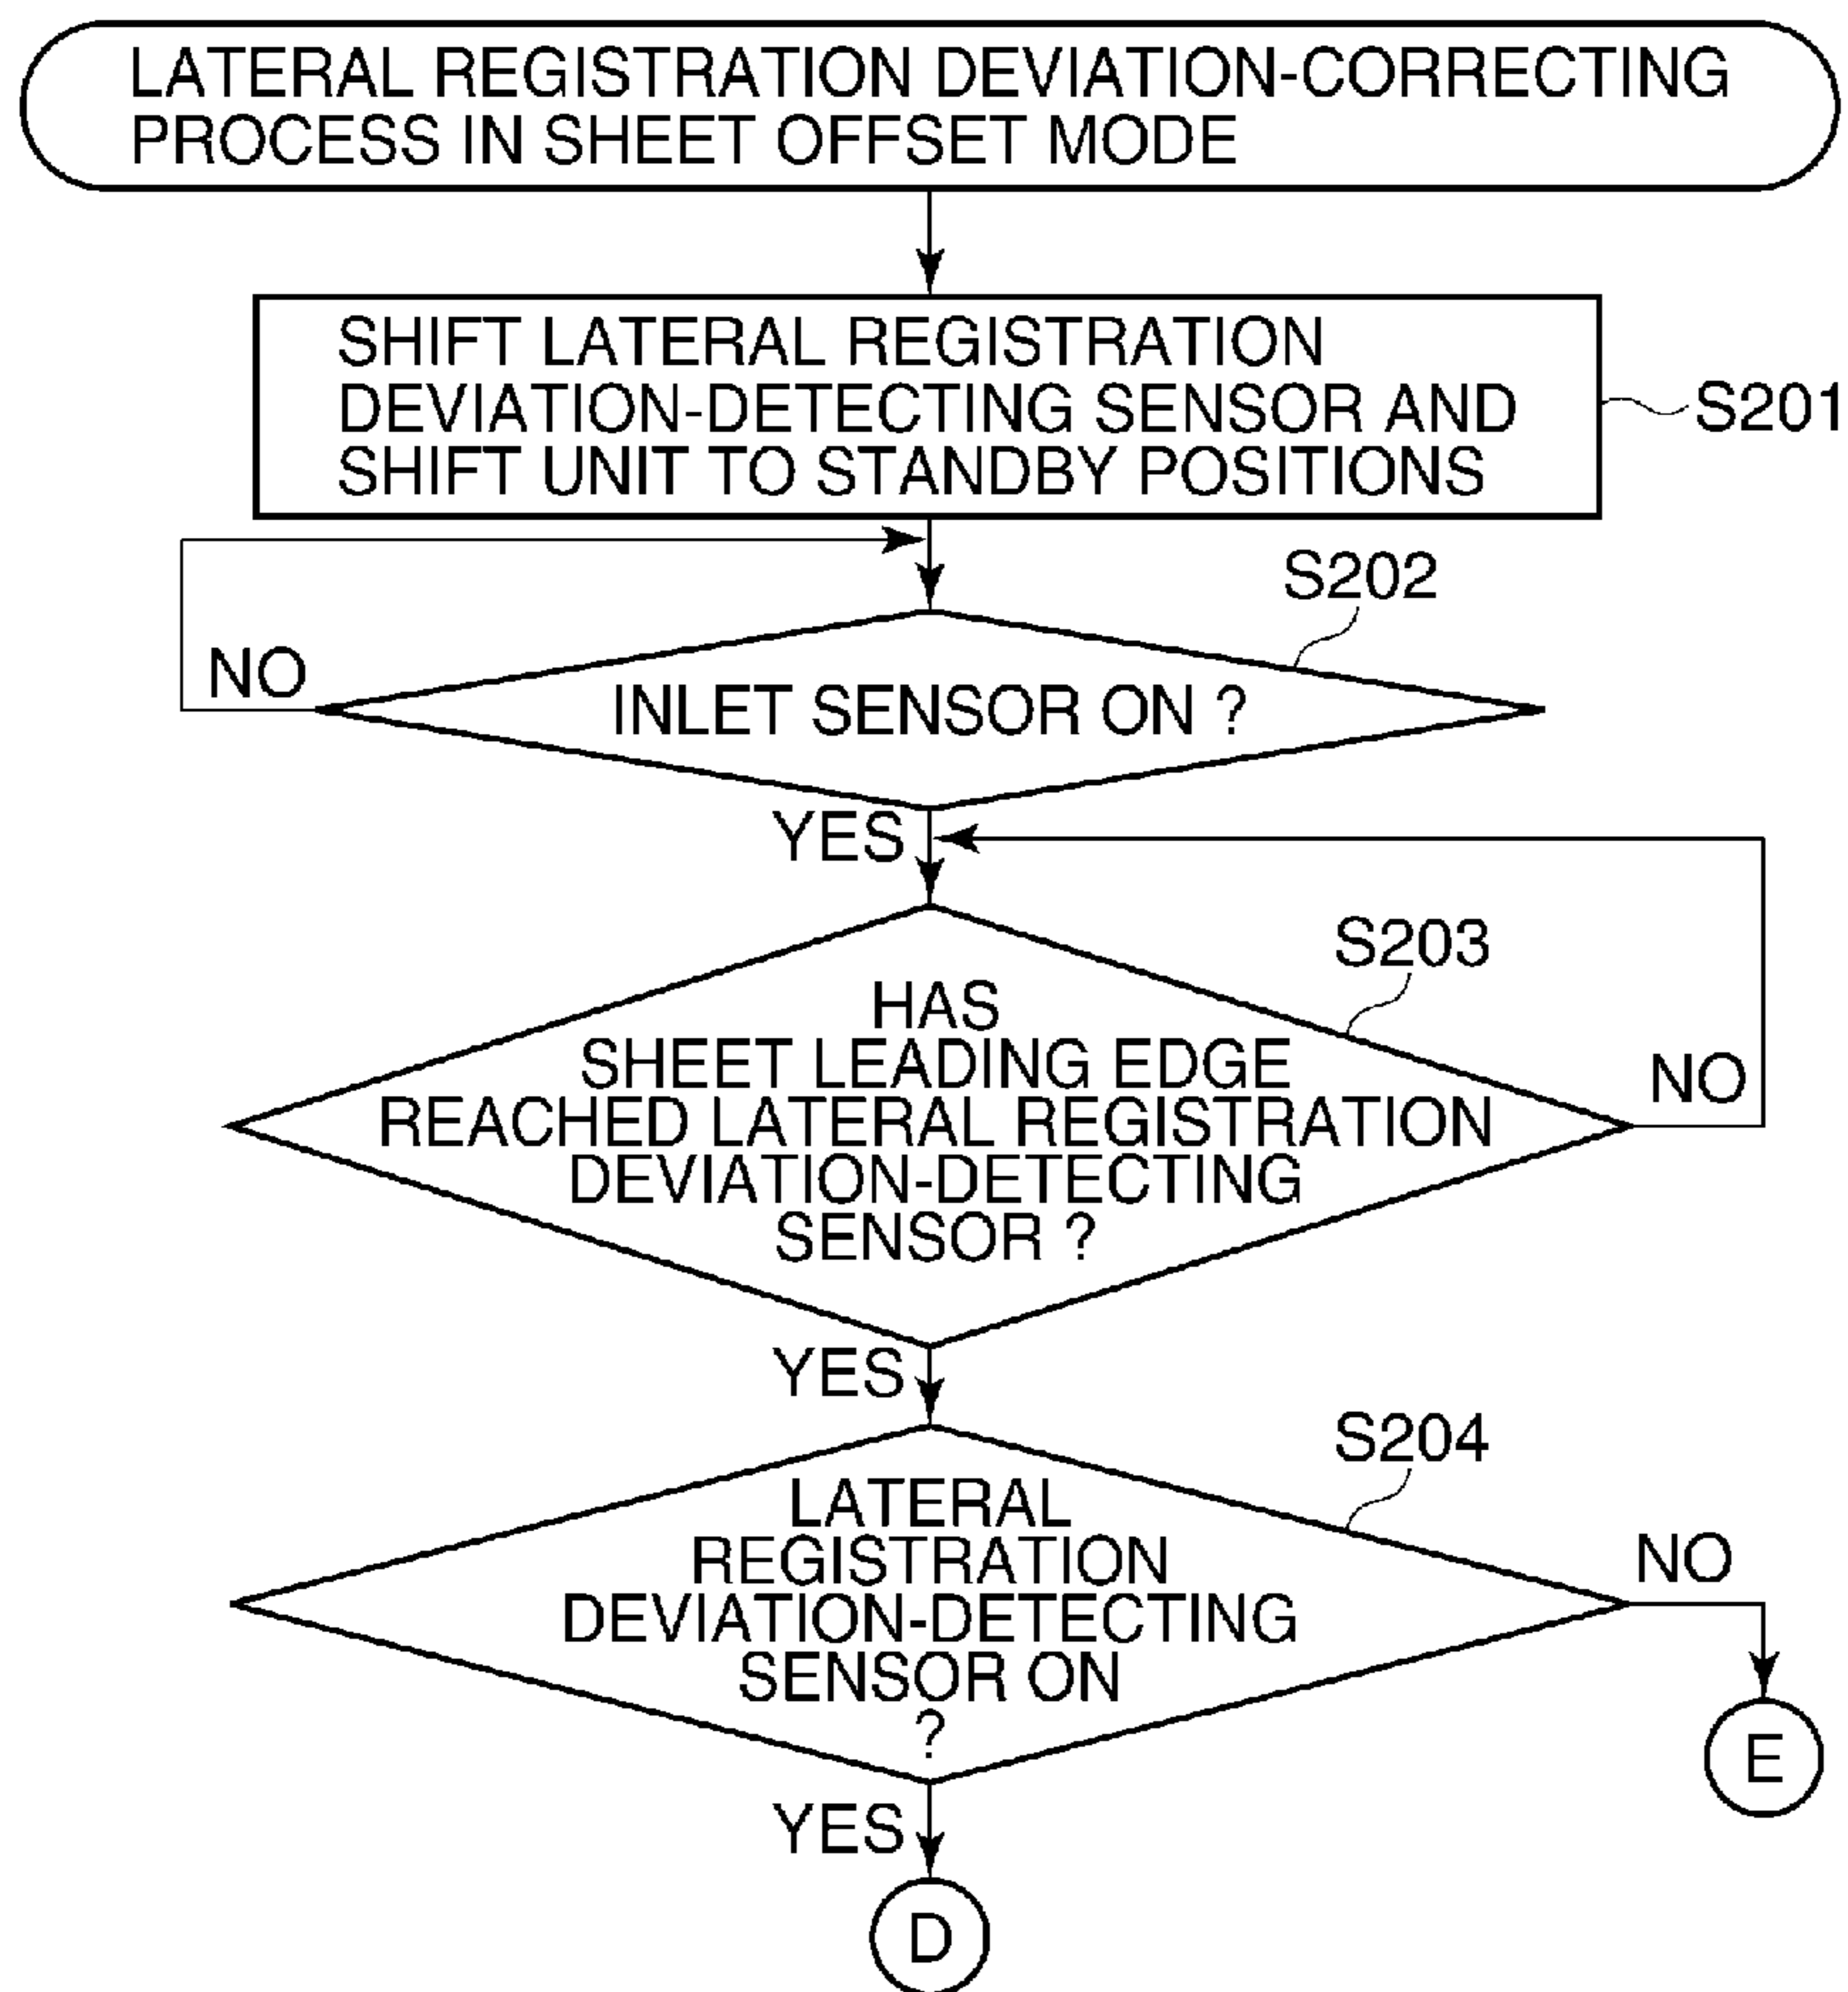 LATERAL REGISTRATION DEVIATION-CORRECTING
PROCESS IN SHEET OFFSET MODE
SHIFT LATERAL REGISTRATION
DEVIATION-DETECTING SENSOR AND
SHIFT UNIT TO STANDBY POSITIONS
S201
S202
NO
INLET SENSOR ON ?
YES
S203
HAS
SHEET LEADING EDGE
REACHED LATERAL REGISTRATION
DEVIATION-DETECTING
SENSOR ?
NO
YES
S204
LATERAL
REGISTRATION
DEVIATION-DETECTING
SENSOR ON
?
NO
E
YES
D